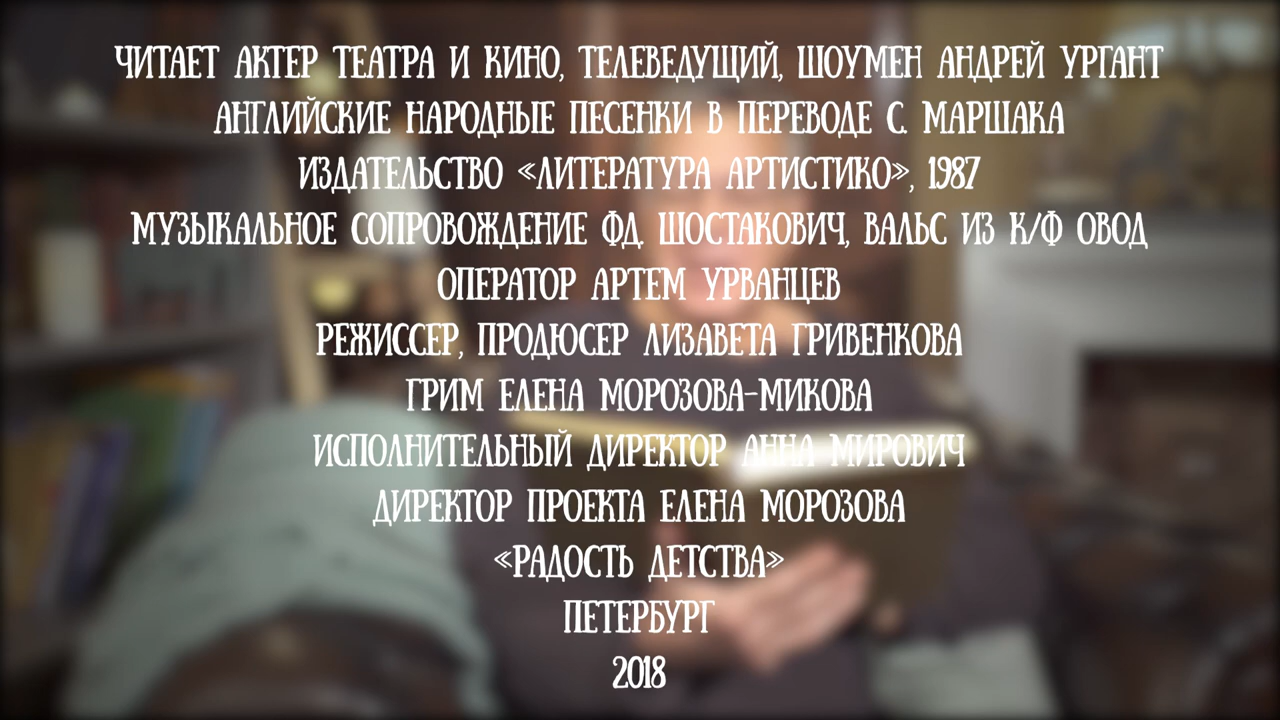 ЧИТАЕТ АКТЕР ТЕАТРА И КИНО, ТЕЛЕВЕДУЩИЙ, ШОУМЕН АНДРЕЙ УРГАНТ
АНГЛИЙСКИЕ НАРОДНЫЕ ПЕСЕНКИ В ПЕРЕВОДЕ С. МАРШАКА
ИЗДАТЕЛЬСТВО «ЛИТЕРАТУРА АРТИСТИКО», 1987
МУЗЫКАЛЬНОЕ СОПРОВОЖДЕНИЕ ФД. ШОСТАКОВИЧ, ВАЛЬС ИЗ К/Ф ОВОД
ОПЕРАТОР АРТЕМ УРВАНЦЕВ
РЕЖИССЕР, ПРОДЮСЕР ЛИЗАВЕТА ГРИВЕНКОВА
ГРИМ ЕЛЕНА МОРОЗОВА-МИКОВА
ИСПОЛНИТЕЛЬНЫЙ ДИРЕКТОР АННА МИРОВИЧ
ДИРЕКТОР ПРОЕКТА ЕЛЕНА МОРОЗОВА
«РАДОСТЬ ДЕТСТВА»
ПЕТЕРБУРГ
2018